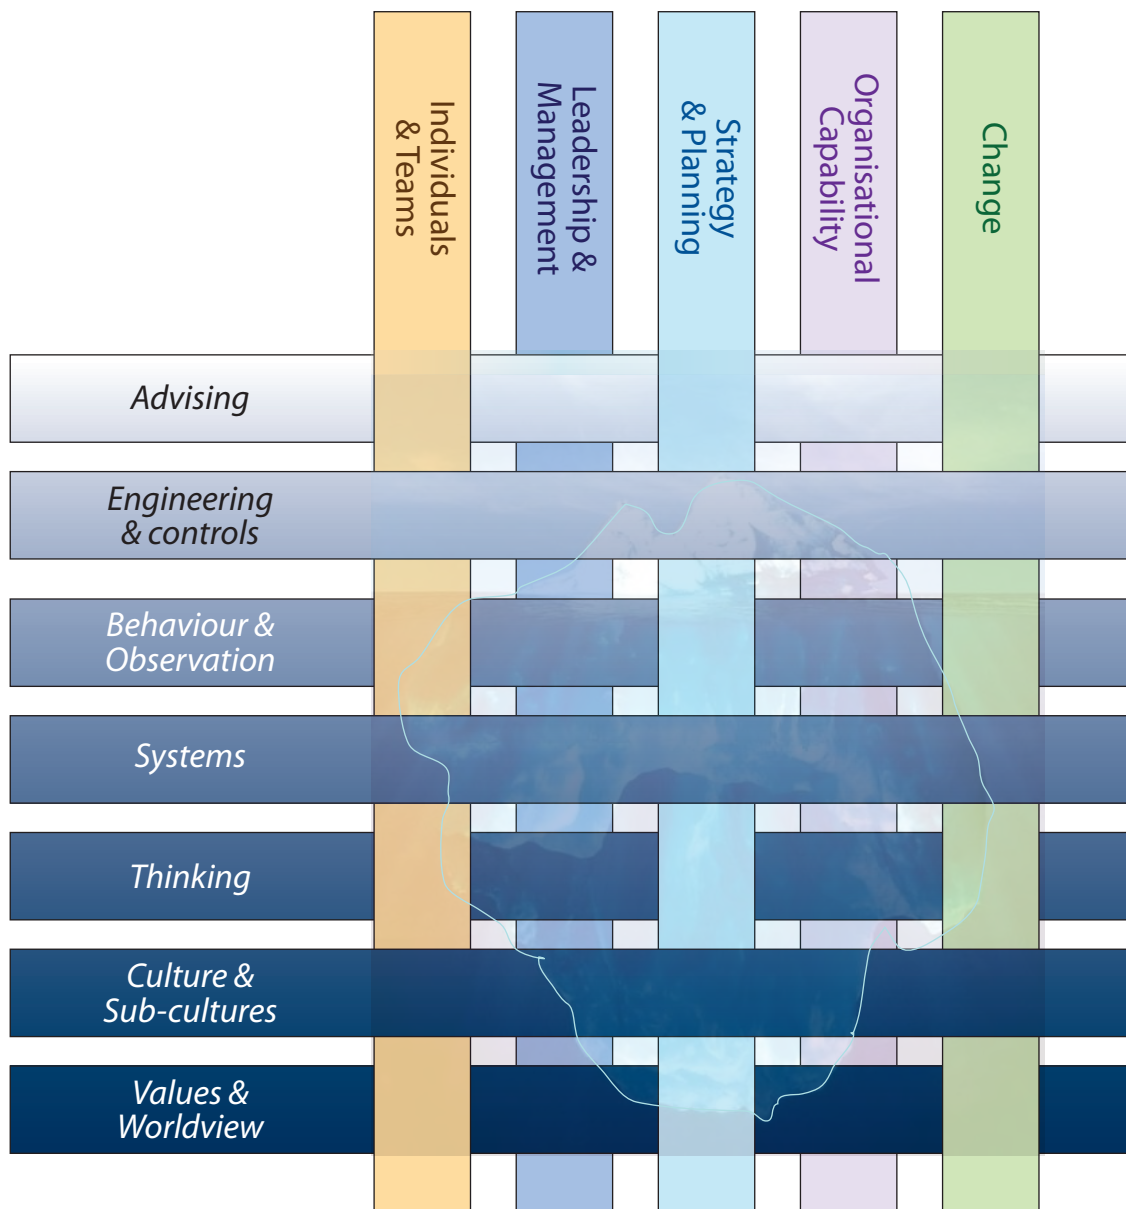 Individuals
& Teams
Leadership &
Management
Strategy
& Planning
Organisational
Capability
Change
Advising
Engineering
& controls
Behaviour &
Observation
Systems
Thinking
Culture &
Sub-cultures
Values &
Worldview